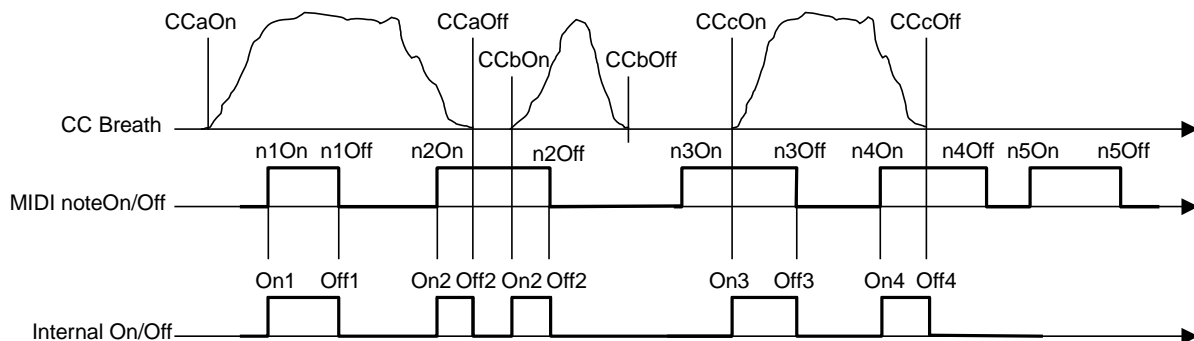 CCaOn CCaOff CCcOn CCcOff
CCbOn CCbOff
CC Breath
n1On n1Off n2On n2Off n3On n3Off n4On n4Off n5On n5Off
MIDI noteOn/Off
On1 Off1 On2 Off2 On2 Off2 On3 Off3 On4 Off4
Internal On/Off